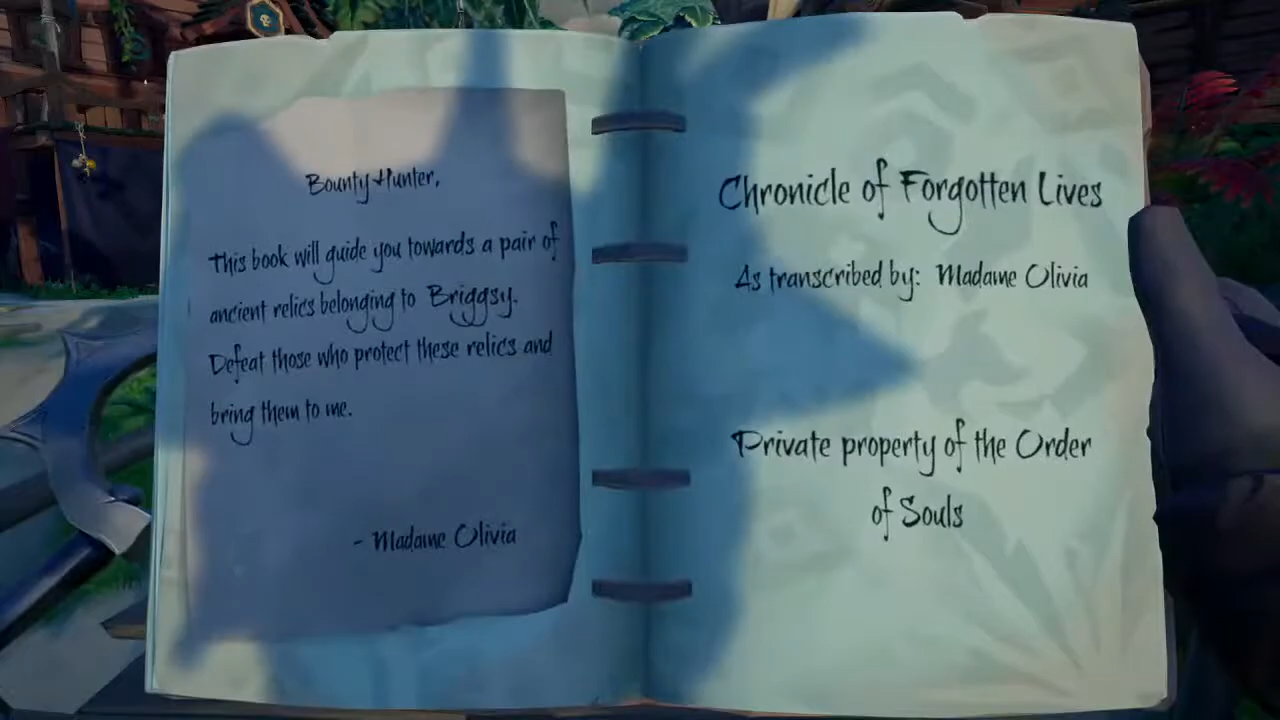 Bounty Hunter,
This book will guide you towards a pair of
ancient relics belonging to Briggsy.
Defeat those who protect these relics and
bring them to me.
- Madame Olivia
Chronicle of Forgotten Lives
As transcribed by: Madame Olivia
Private property of the Order
of Souls